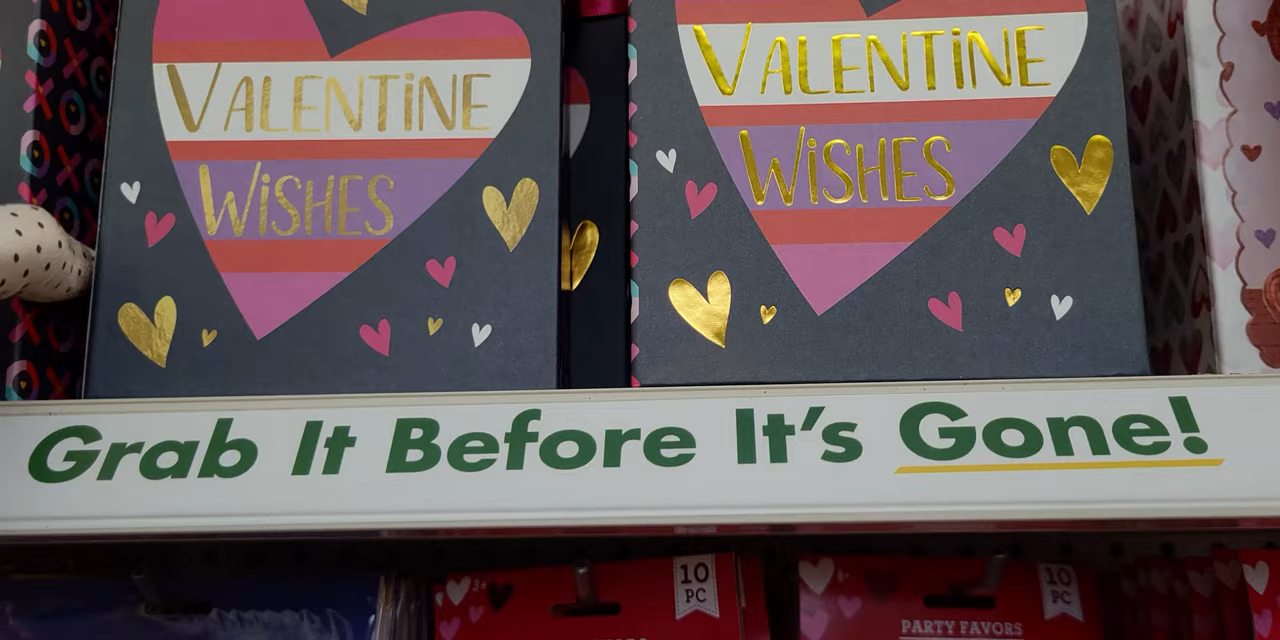 VALENTiNE
WiSHES
VALENTiNE
WiSHES
Grab It Before It's Gone!
10
PC
10
PC
PARTY FAVORS